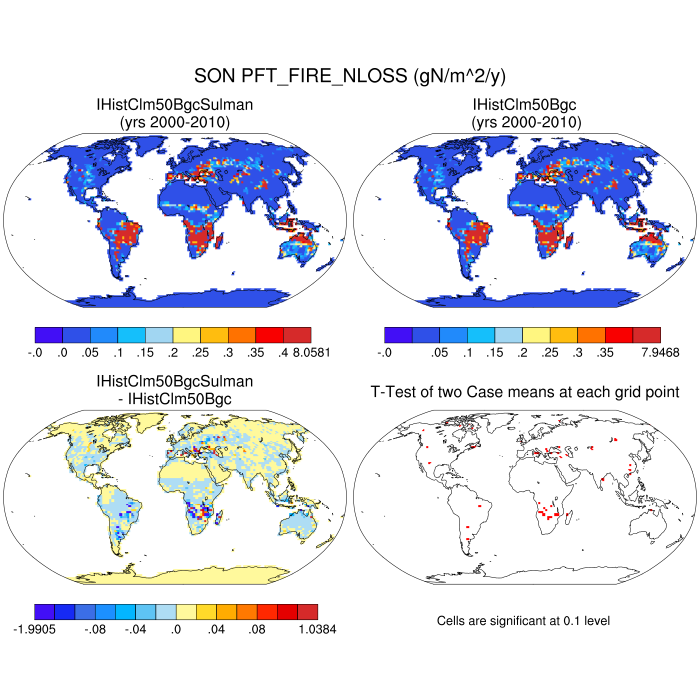 SON PFT_FIRE_NLOSS (gN/m^2/y)
IHistClm50BgcSulman
(yrs 2000-2010)
IHistClm50Bgc
(yrs 2000-2010)
-.0 .0 .05 .1 .15 .2 .25 .3 .35 .4 8.0581
-.0 .05 .1 .15 .2 .25 .3 .35 7.9468
IHistClm50BgcSulman
- IHistClm50Bgc
T-Test of two Case means at each grid point
-1.9905 -.08 -.04 .0 .04 .08 1.0384
Cells are significant at 0.1 level